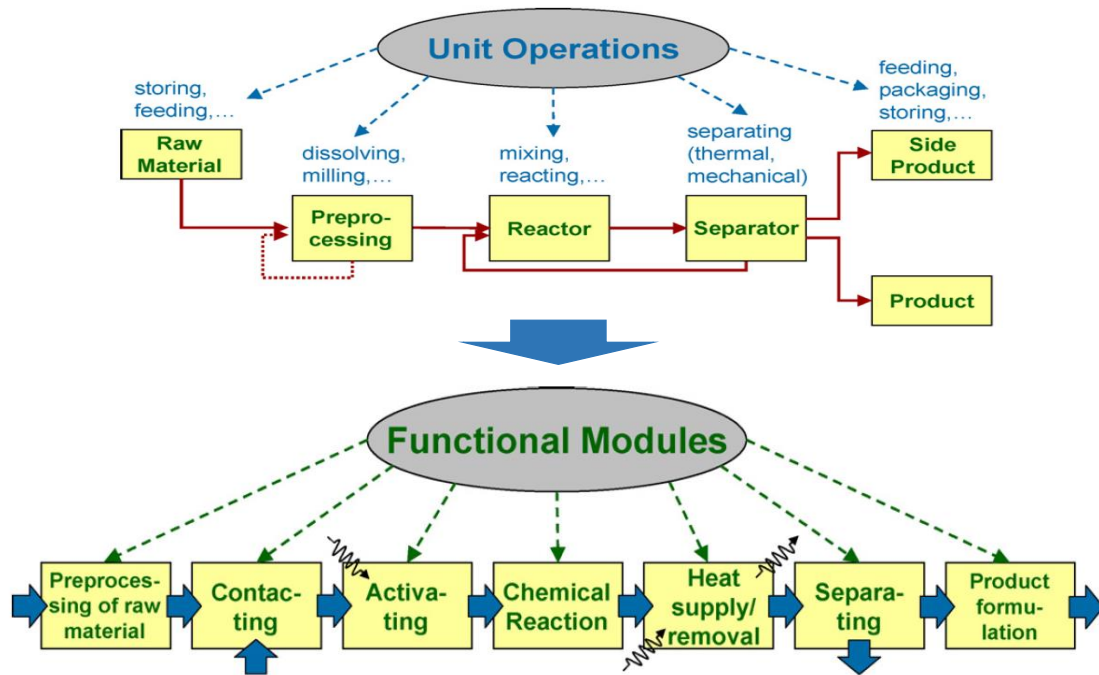 Unit Operations
storing,
feeding,...
dissolving,
milling,...
mixing,
reacting,...
separating
(thermal,
mechanical)
feeding,
packaging,
storing,...
Raw
Material
Prepro-
cessing
Reactor
Separator
Side
Product
Product
Functional Modules
Preproces-
sing of raw
material
Contac-
ting
Activa-
ting
Chemical
Reaction
Heat
supply/
removal
Separa-
ting
Product
formu-
lation